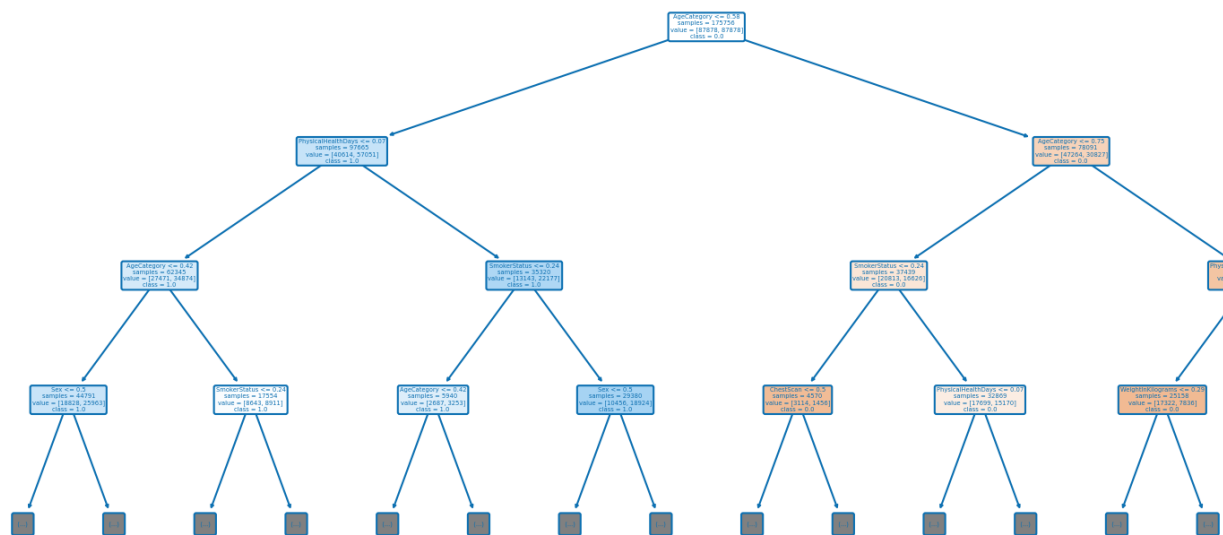 AgeCategory <= 0.58
samples = 175756
value = [87878, 87878]
class = 0.0
PhysicalHealthDays <= 0.07
samples = 97665
value = [40614, 57051]
class = 1.0
AgeCategory <= 0.75
samples = 78091
value = [47264, 30827]
class = 0.0
AgeCategory <= 0.42
samples = 62345
value = [27471, 34874]
class = 1.0
SmokerStatus <= 0.24
samples = 35320
value = [13143, 22177]
class = 1.0
SmokerStatus <= 0.24
samples = 37439
value = [20813, 16626]
class = 0.0
Sex <= 0.5
samples = 44791
value = [18828, 25963]
class = 1.0
SmokerStatus <= 0.24
samples = 17554
value = [8643, 8911]
class = 1.0
AgeCategory <= 0.42
samples = 5940
value = [2687, 3253]
class = 1.0
Sex <= 0.5
samples = 29380
value = [10456, 18924]
class = 1.0
ChestScan <= 0.5
samples = 4570
value = [3114, 1456]
class = 0.0
PhysicalHealthDays <= 0.07
samples = 32869
value = [17699, 15170]
class = 0.0
WeightInKilograms <= 0.29
samples = 25158
value = [17322, 7836]
class = 0.0
(...)
(...)
(...)
(...)
(...)
(...)
(...)
(...)
(...)
(...)
(...)
(...)
(...)
(...)